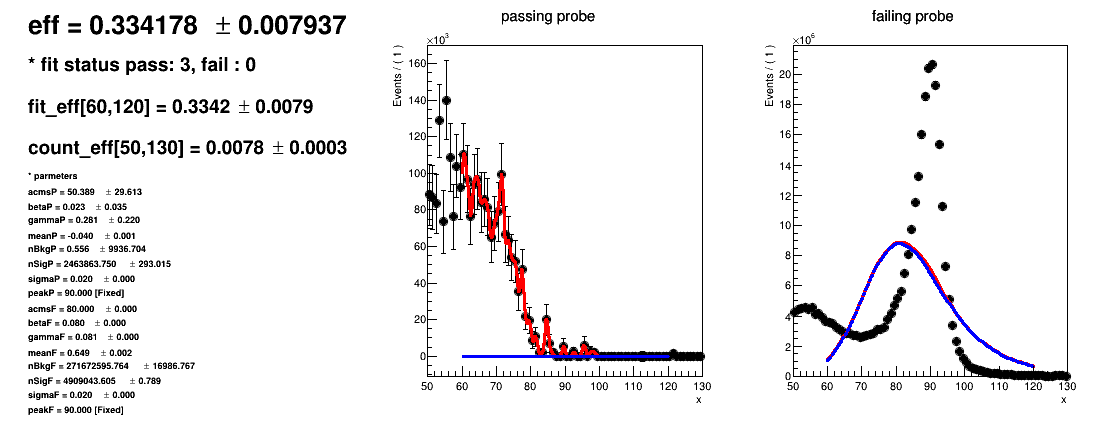 eff = 0.334178 ± 0.007937
* fit status pass: 3, fail : 0
fit_eff[60,120] = 0.3342 ± 0.0079
count_eff[50,130] = 0.0078 ± 0.0003
* parmeters
acmsP = 50.389 ± 29.613
betaP = 0.023 ± 0.035
gammaP = 0.281 ± 0.220
meanP = -0.040 ± 0.001
nBkgP = 0.556 ± 9936.704
nSigP = 2463863.750 ± 293.015
sigmaP = 0.020 ± 0.000
peakP = 90.000 [Fixed]
acmsF = 80.000 ± 0.000
betaF = 0.080 ± 0.000
gammaF = 0.081 ± 0.000
meanF = 0.649 ± 0.002
nBkgF = 271672595.764 ± 16986.767
nSigF = 4909043.605 ± 0.789
sigmaF = 0.020 ± 0.000
peakF = 90.000 [Fixed]
passing probe
×10³
Events / ( 1 )
160
140
120
100
80
60
40
20
0
50 60 70 80 90 100 110 120 130
x
failing probe
×10⁶
Events / ( 1 )
20
18
16
14
12
10
8
6
4
2
0
50 60 70 80 90 100 110 120 130
x